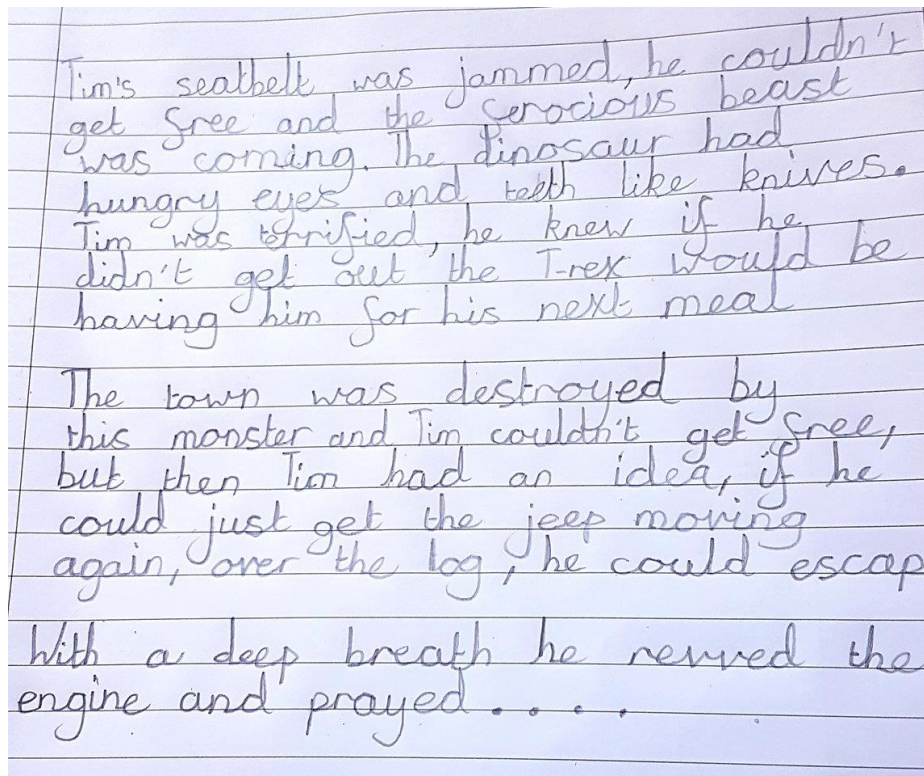 Tim's seatbelt was jammed, he couldn't
get free and the ferocious beast
was coming. The dinosaur had
hungry eyes and teeth like knives.
Tim was terrified, he knew if he
didn't get out the T-rex would be
having him for his next meal
The town was destroyed by
this monster and Tim couldn't get free,
but then Tim had an idea, if he
could just get the jeep moving
again, over the log, he could escap
With a deep breath he revved the
engine and prayed....